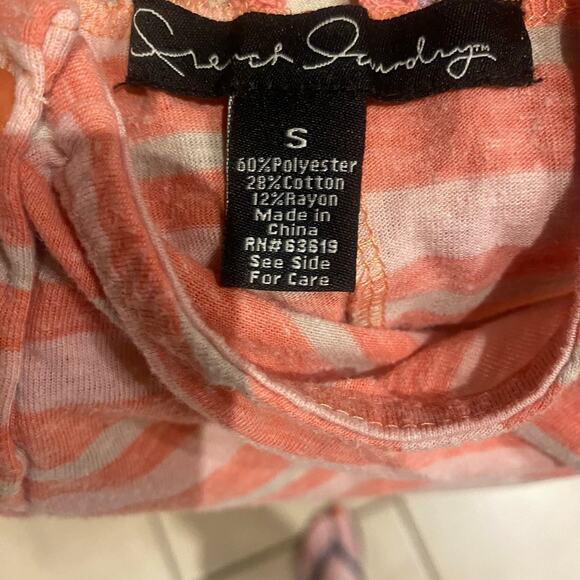 French Laundry™
S
60%Polyester
28%Cotton
12%Rayon
Made in
China
RN#63619
See Side
For Care